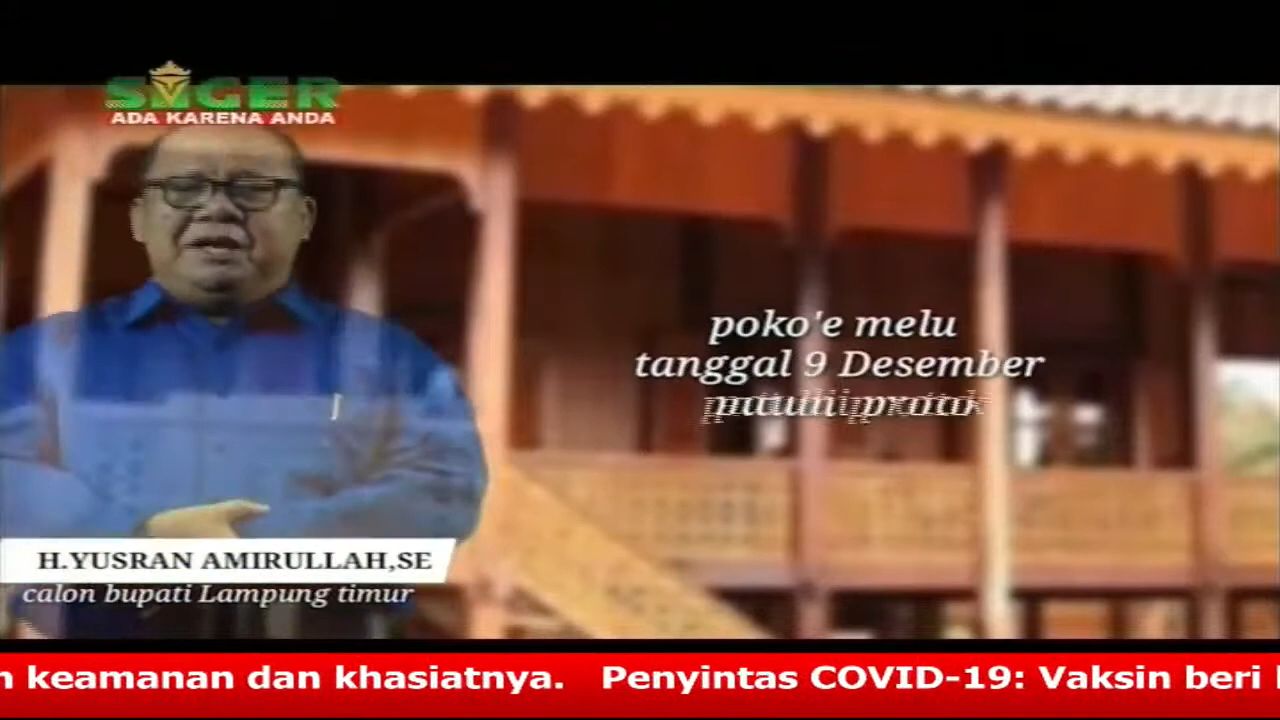 SIGER
ADA KARENA ANDA
poko'e melu
tanggal 9 Desember
H.YUSRAN AMIRULLAH,SE
calon bupati Lampung timur
keamanan dan khasiatnya. Penyintas COVID-19: Vaksin beri